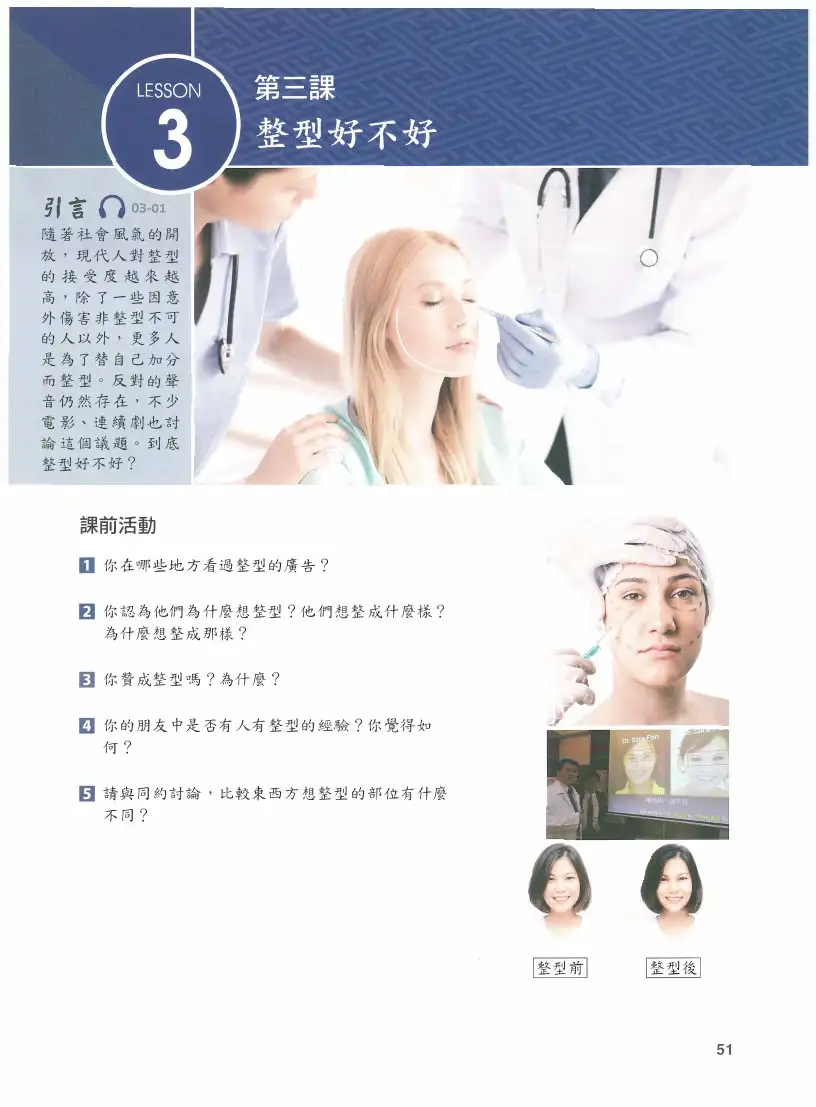 LESSON
3
第三課
整型好不好
引言 03-01
隨著社會風氣的開
放，現代人對整型
的接受度越來越
高，除了一些因意
外傷害非整型不可
的人以外，更多人
是為了替自己加分
而整型。反對的聲
音仍然存在，不少
電影、連續劇也討
論這個議題。到底
整型好不好？
課前活動
1 你在哪些地方看過整型的廣告？
2 你認為他們為什麼想整型？他們想整成什麼樣？
為什麼想整成那樣？
3 你贊成整型嗎？為什麼？
4 你的朋友中是否有人有整型的經驗？你覺得如
何？
5 請與同約討論，比較東西方想整型的部位有什麼
不同？
整型前
整型後
51